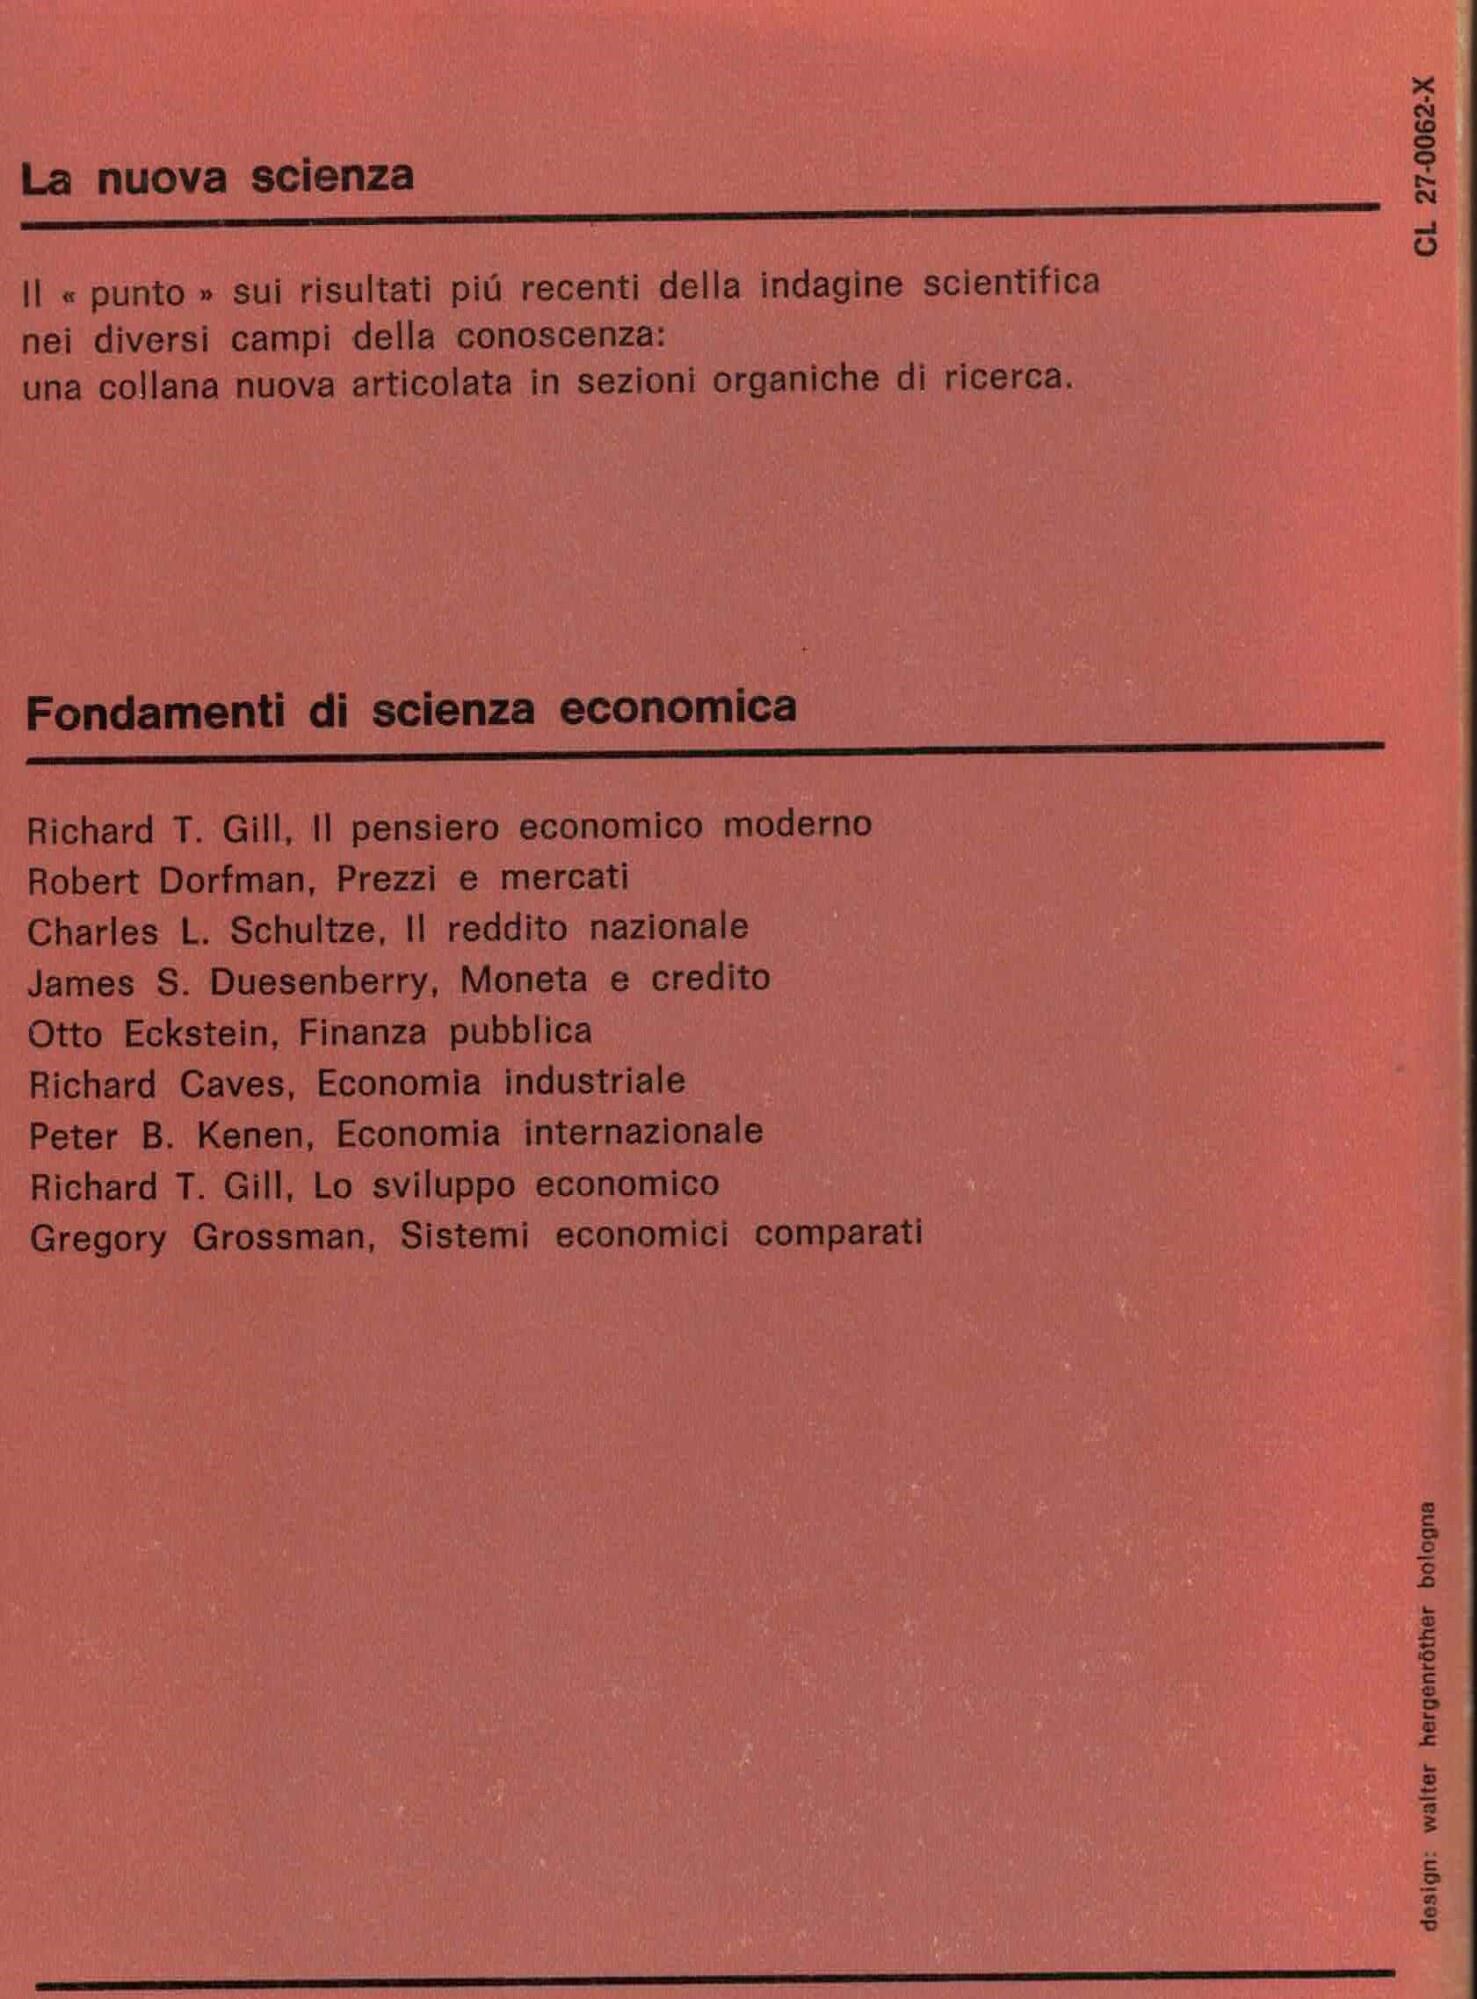 La nuova scienza
Il « punto » sui risultati piú recenti della indagine scientifica
nei diversi campi della conoscenza:
una collana nuova articolata in sezioni organiche di ricerca.
Fondamenti di scienza economica
Richard T. Gill, Il pensiero economico moderno
Robert Dorfman, Prezzi e mercati
Charles L. Schultze, Il reddito nazionale
James S. Duesenberry, Moneta e credito
Otto Eckstein, Finanza pubblica
Richard Caves, Economia industriale
Peter B. Kenen, Economia internazionale
Richard T. Gill, Lo sviluppo economico
Gregory Grossman, Sistemi economici comparati
CL 27-0062-X
design: walter hergenröther bologna